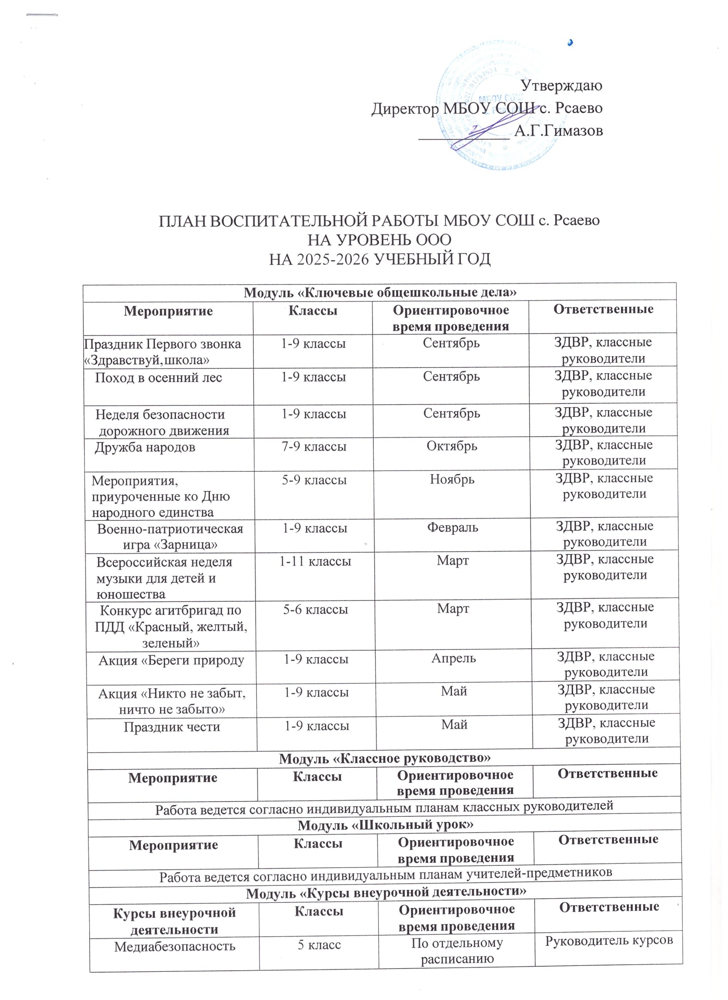 Утверждаю
Директор МБОУ СОШ с. Рсаево
МБОУ СОШ
с. Рсаево
____________ А.Г.Гимазов
ПЛАН ВОСПИТАТЕЛЬНОЙ РАБОТЫ МБОУ СОШ с. Рсаево
НА УРОВЕНЬ ООО
НА 2025-2026 УЧЕБНЫЙ ГОД
Модуль «Ключевые общешкольные дела»
Мероприятие Классы Ориентировочное Ответственные
время проведения
Праздник Первого звонка 1-9 классы Сентябрь ЗДВР, классные
«Здравствуй,школа» руководители
Поход в осенний лес 1-9 классы Сентябрь ЗДВР, классные
руководители
Неделя безопасности 1-9 классы Сентябрь ЗДВР, классные
дорожного движения руководители
Дружба народов 7-9 классы Октябрь ЗДВР, классные
руководители
Мероприятия, 5-9 классы Ноябрь ЗДВР, классные
приуроченные ко Дню руководители
народного единства
Военно-патриотическая 1-9 классы Февраль ЗДВР, классные
игра «Зарница» руководители
Всероссийская неделя 1-11 классы Март ЗДВР, классные
музыки для детей и руководители
юношества
Конкурс агитбригад по 5-6 классы Март ЗДВР, классные
ПДД «Красный, желтый, руководители
зеленый»
Акция «Береги природу 1-9 классы Апрель ЗДВР, классные
руководители
Акция «Никто не забыт, 1-9 классы Май ЗДВР, классные
ничто не забыто» руководители
Праздник чести 1-9 классы Май ЗДВР, классные
руководители
Модуль «Классное руководство»
Мероприятие Классы Ориентировочное Ответственные
время проведения
Работа ведется согласно индивидуальным планам классных руководителей
Модуль «Школьный урок»
Мероприятие Классы Ориентировочное Ответственные
время проведения
Работа ведется согласно индивидуальным планам учителей-предметников
Модуль «Курсы внеурочной деятельности»
Курсы внеурочной Классы Ориентировочное Ответственные
деятельности время проведения
Медиабезопасность 5 класс По отдельному Руководитель курсов
расписанию